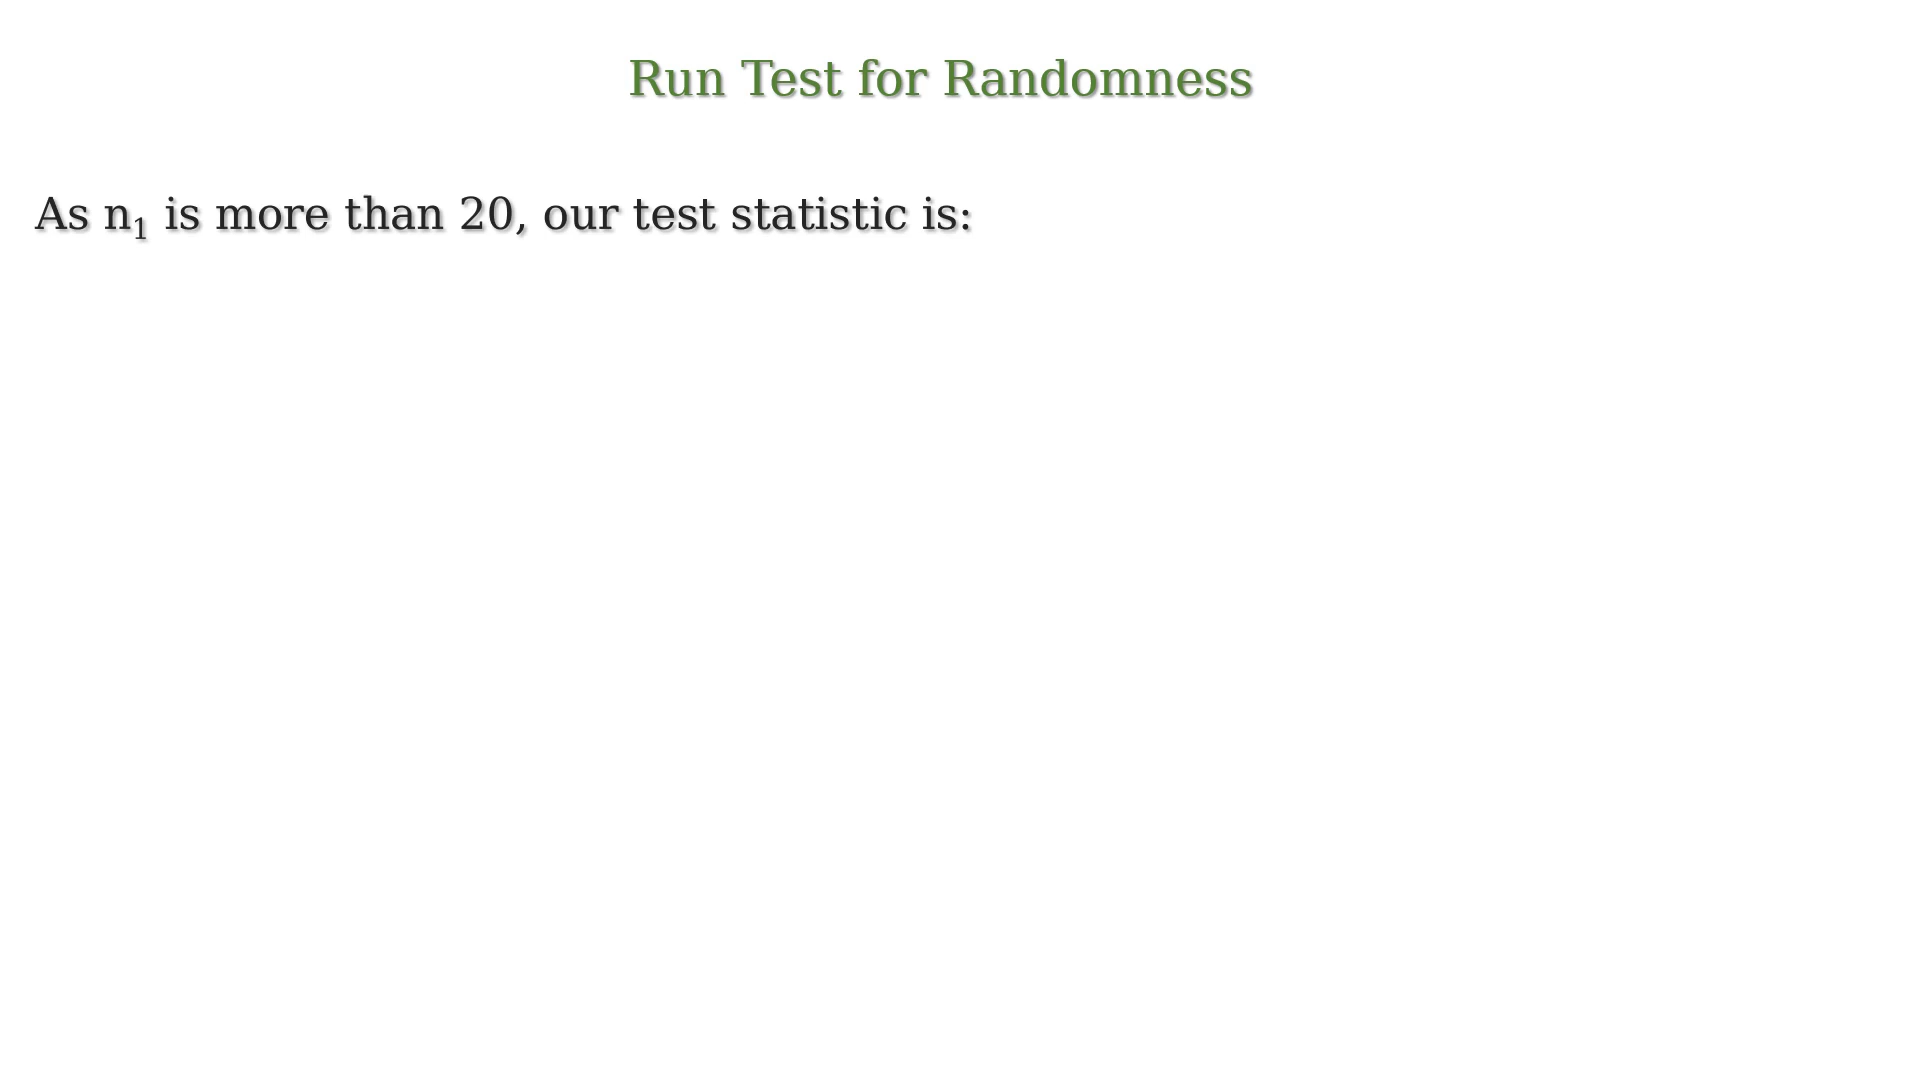 Run Test for Randomness
As n₁ is more than 20, our test statistic is: